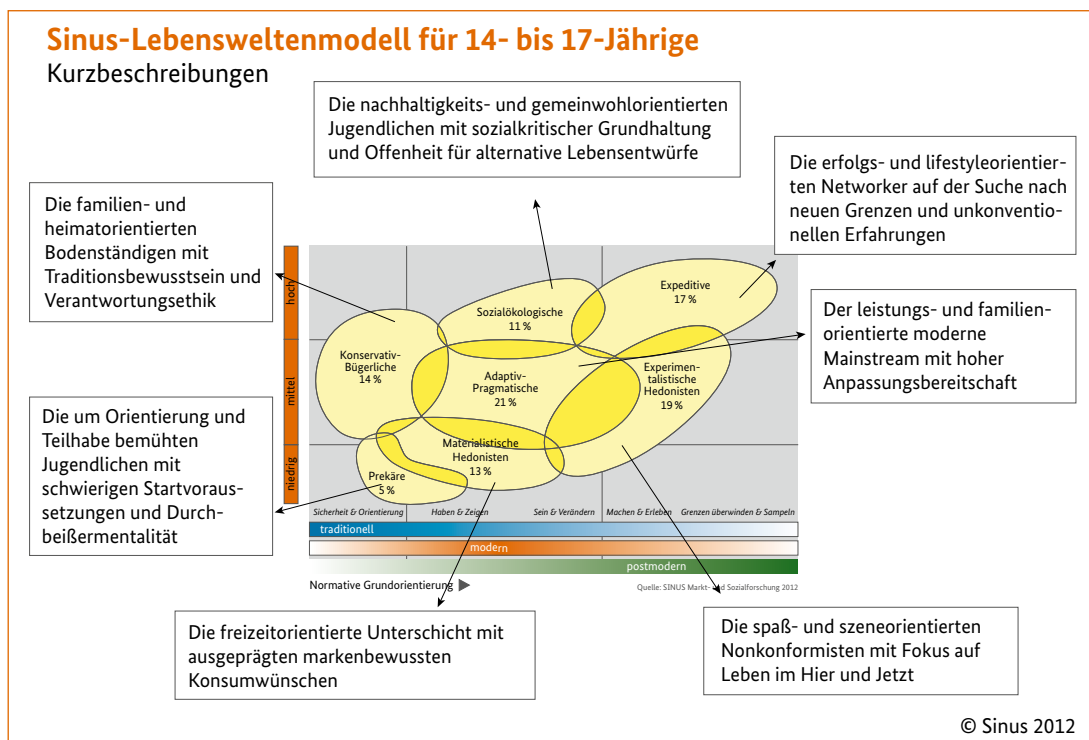 Sinus-Lebensweltenmodell für 14- bis 17-Jährige
Kurzbeschreibungen
Die nachhaltigkeits- und gemeinwohlorientierten
Jugendlichen mit sozialkritischer Grundhaltung
und Offenheit für alternative Lebensentwürfe
Die erfolgs- und lifestyleorientier-
ten Networker auf der Suche nach
neuen Grenzen und unkonventio-
nellen Erfahrungen
Die familien- und
heimatorientierten
Bodenständigen mit
Traditionsbewusstsein und
Verantwortungsethik
Der leistungs- und familien-
orientierte moderne
Mainstream mit hoher
Anpassungsbereitschaft
Die um Orientierung und
Teilhabe bemühten
Jugendlichen mit
schwierigen Startvoraus-
setzungen und Durch-
beißermentalität
hoch
mittel
niedrig
Expeditive
17 %
Sozialökologische
11 %
Konservativ-
Bügerliche
14 %
Adaptiv-
Pragmatische
21 %
Experimen-
talistische
Hedonisten
19 %
Materialistische
Hedonisten
13 %
Prekäre
5 %
Sicherheit & Orientierung
Haben & Zeigen
Sein & Verändern
Machen & Erleben
Grenzen überwinden & Sampeln
traditionell
modern
postmodern
Normative Grundorientierung
Quelle: SINUS Markt- und Sozialforschung 2012
Die freizeitorientierte Unterschicht mit
ausgeprägten markenbewussten
Konsumwünschen
Die spaß- und szeneorientierten
Nonkonformisten mit Fokus auf
Leben im Hier und Jetzt
© Sinus 2012